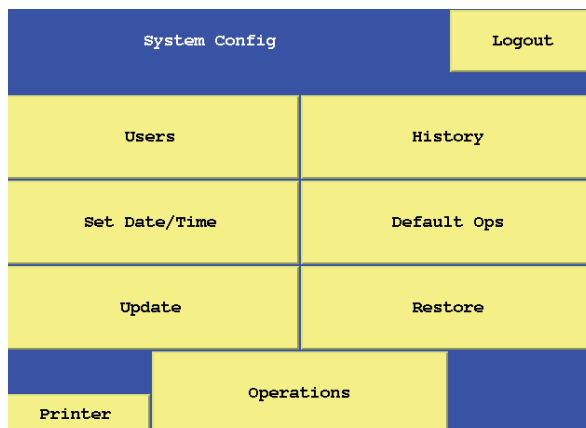 System Config
Logout
Users
History
Set Date/Time
Default Ops
Update
Restore
Operations
Printer